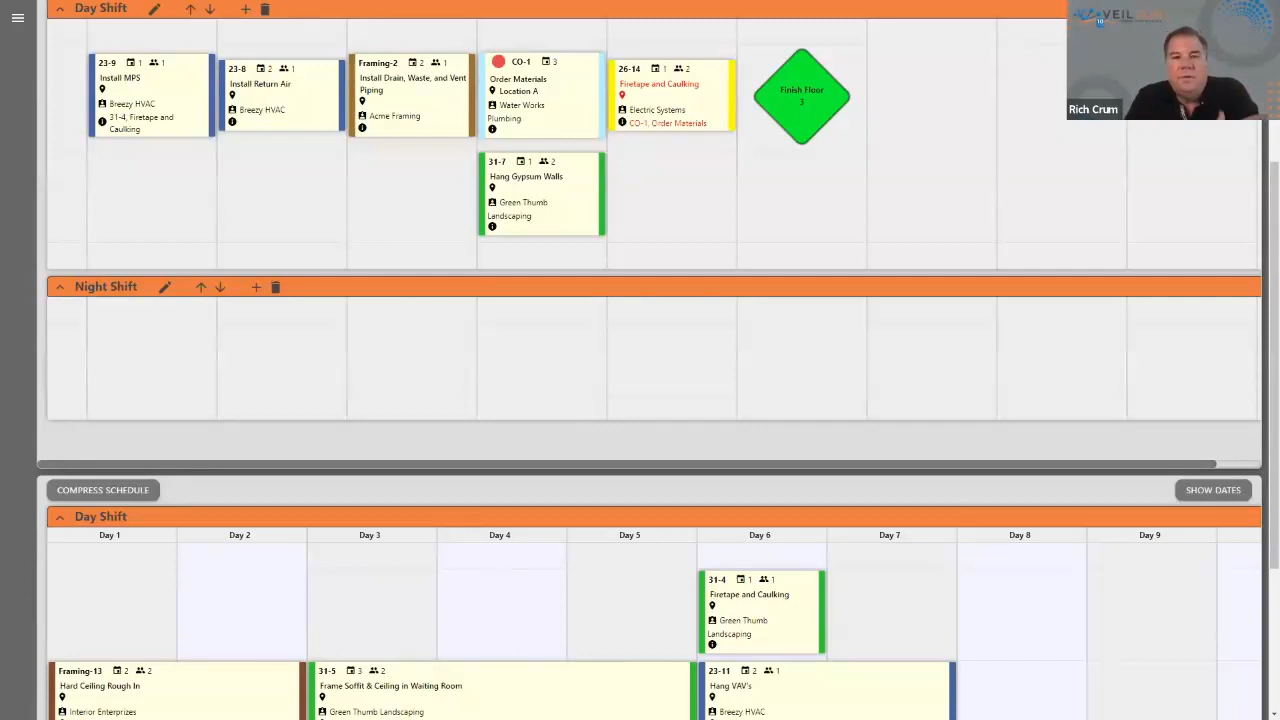 Day Shift
VEIL
10
Rich Crum
23-9 1 1
Install MPS
Breezy HVAC
31-4, Firetape and
Caulking
23-8 2 1
Install Return Air
Breezy HVAC
Framing-2 2 1
Install Drain, Waste, and Vent
Piping
Acme Framing
CO-1 3
Order Materials
Location A
Water Works
Plumbing
26-14 1 2
Firetape and Caulking
Electric Systems
CO-1, Order Materials
Finish Floor
3
31-7 1 2
Hang Gypsum Walls
Green Thumb
Landscaping
Night Shift
COMPRESS SCHEDULE
SHOW DATES
Day Shift
Day 1 Day 2 Day 3 Day 4 Day 5 Day 6 Day 7 Day 8 Day 9
31-4 1 1
Firetape and Caulking
Green Thumb
Landscaping
Framing-13 2 2
Hard Ceiling Rough In
Interior Enterprizes
31-5 3 2
Frame Soffit & Ceiling in Waiting Room
Green Thumb Landscaping
23-11 2 1
Hang VAV's
Breezy HVAC